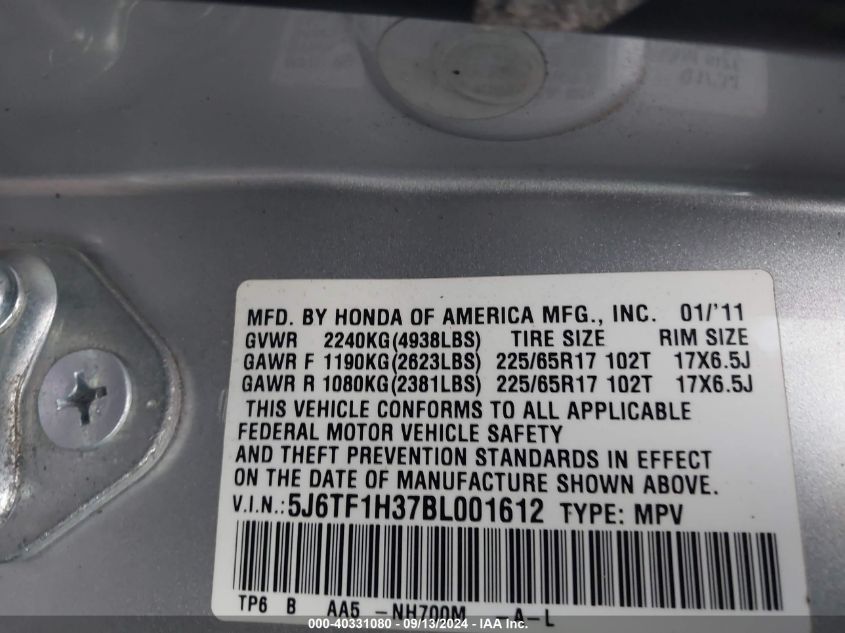 MFD. BY HONDA OF AMERICA MFG., INC. 01/'11
GVWR 2240KG(4938LBS) TIRE SIZE RIM SIZE
GAWR F 1190KG(2623LBS) 225/65R17 102T 17X6.5J
GAWR R 1080KG(2381LBS) 225/65R17 102T 17X6.5J
THIS VEHICLE CONFORMS TO ALL APPLICABLE
FEDERAL MOTOR VEHICLE SAFETY
AND THEFT PREVENTION STANDARDS IN EFFECT
ON THE DATE OF MANUFACTURE SHOWN ABOVE.
V.I.N.: 5J6TF1H37BL001612 TYPE: MPV
TP6 B AA5 -NH700M -A-L
000-40331080 - 09/13/2024 - IAA Inc.